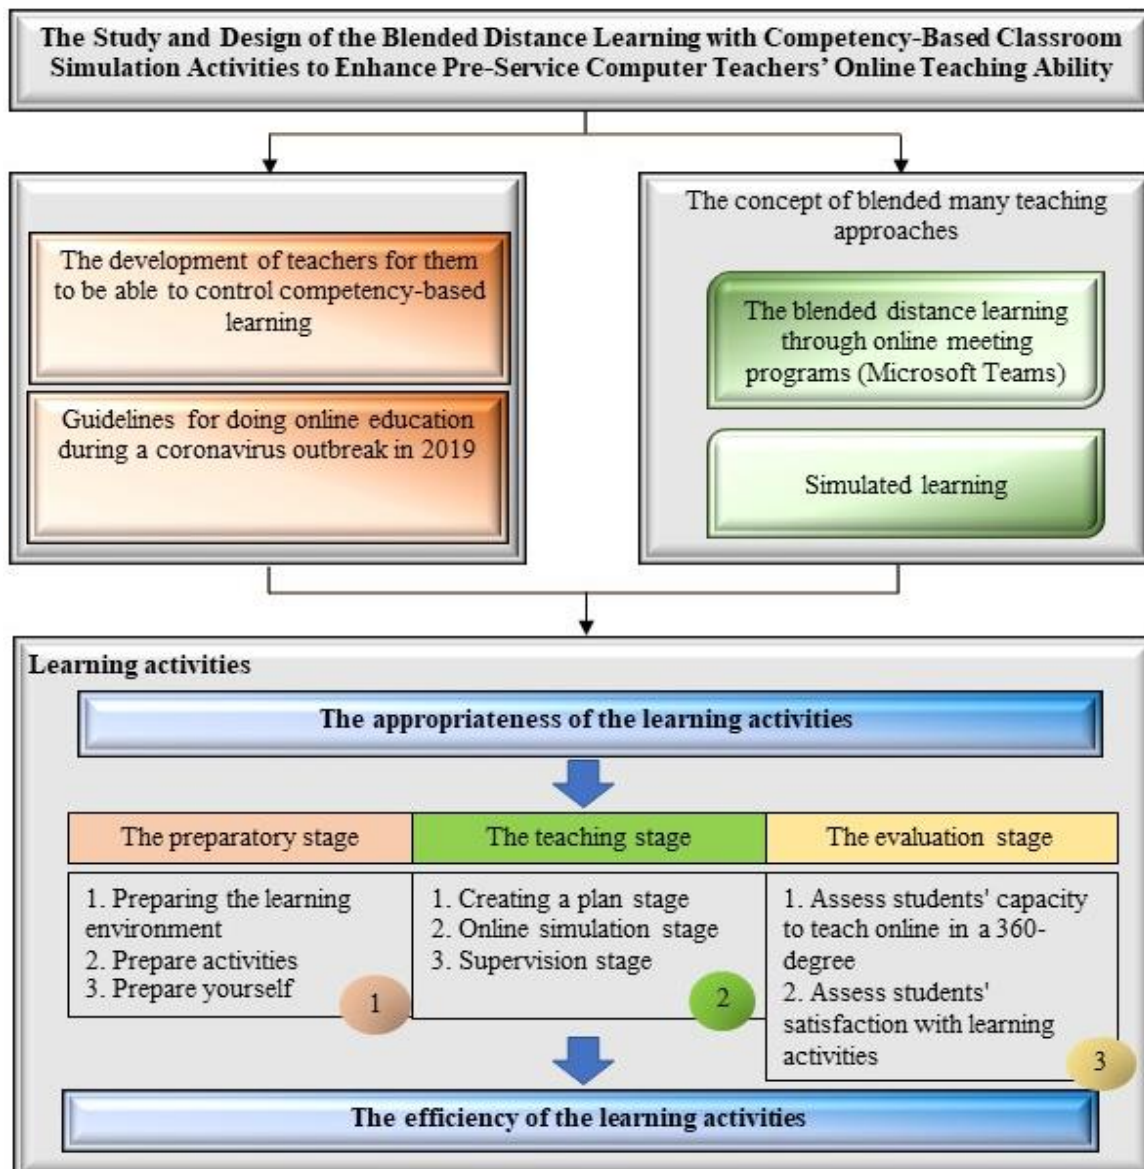 The Study and Design of the Blended Distance Learning with Competency-Based Classroom
Simulation Activities to Enhance Pre-Service Computer Teachers' Online Teaching Ability
The development of teachers for them
to be able to control competency-based
learning
Guidelines for doing online education
during a coronavirus outbreak in 2019
The concept of blended many teaching
approaches
The blended distance learning
through online meeting
programs (Microsoft Teams)
Simulated learning
Learning activities
The appropriateness of the learning activities
The preparatory stage
1. Preparing the learning
environment
2. Prepare activities
3. Prepare yourself
1
The teaching stage
1. Creating a plan stage
2. Online simulation stage
3. Supervision stage
2
The evaluation stage
1. Assess students' capacity
to teach online in a 360-
degree
2. Assess students'
satisfaction with learning
activities
3
The efficiency of the learning activities